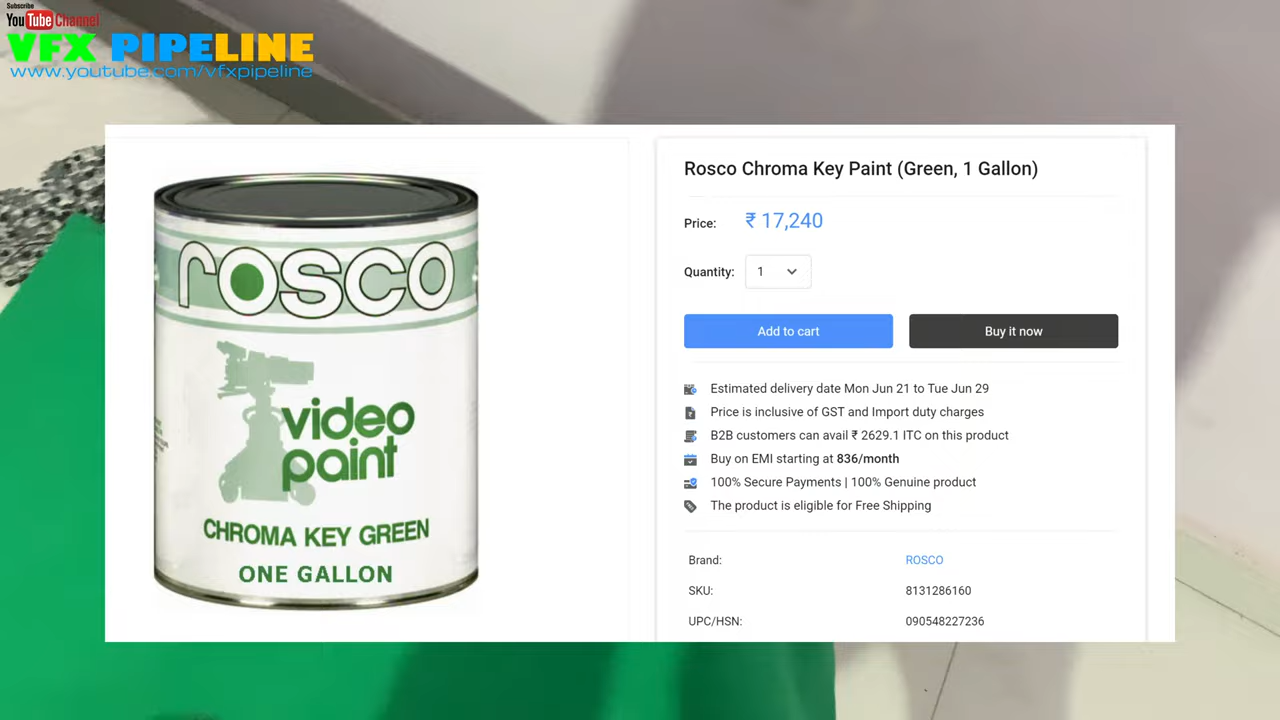 Subscribe
YouTube Channel
VFX PIPELINE
www.youtube.com/vfxpipeline
rosco
video
paint
CHROMA KEY GREEN
ONE GALLON
Rosco Chroma Key Paint (Green, 1 Gallon)
Price: ₹ 17,240
Quantity: 1
Add to cart Buy it now
Estimated delivery date Mon Jun 21 to Tue Jun 29
Price is inclusive of GST and Import duty charges
B2B customers can avail ₹ 2629.1 ITC on this product
Buy on EMI starting at 836/month
100% Secure Payments | 100% Genuine product
The product is eligible for Free Shipping
Brand: ROSCO
SKU: 8131286160
UPC/HSN: 090548227236